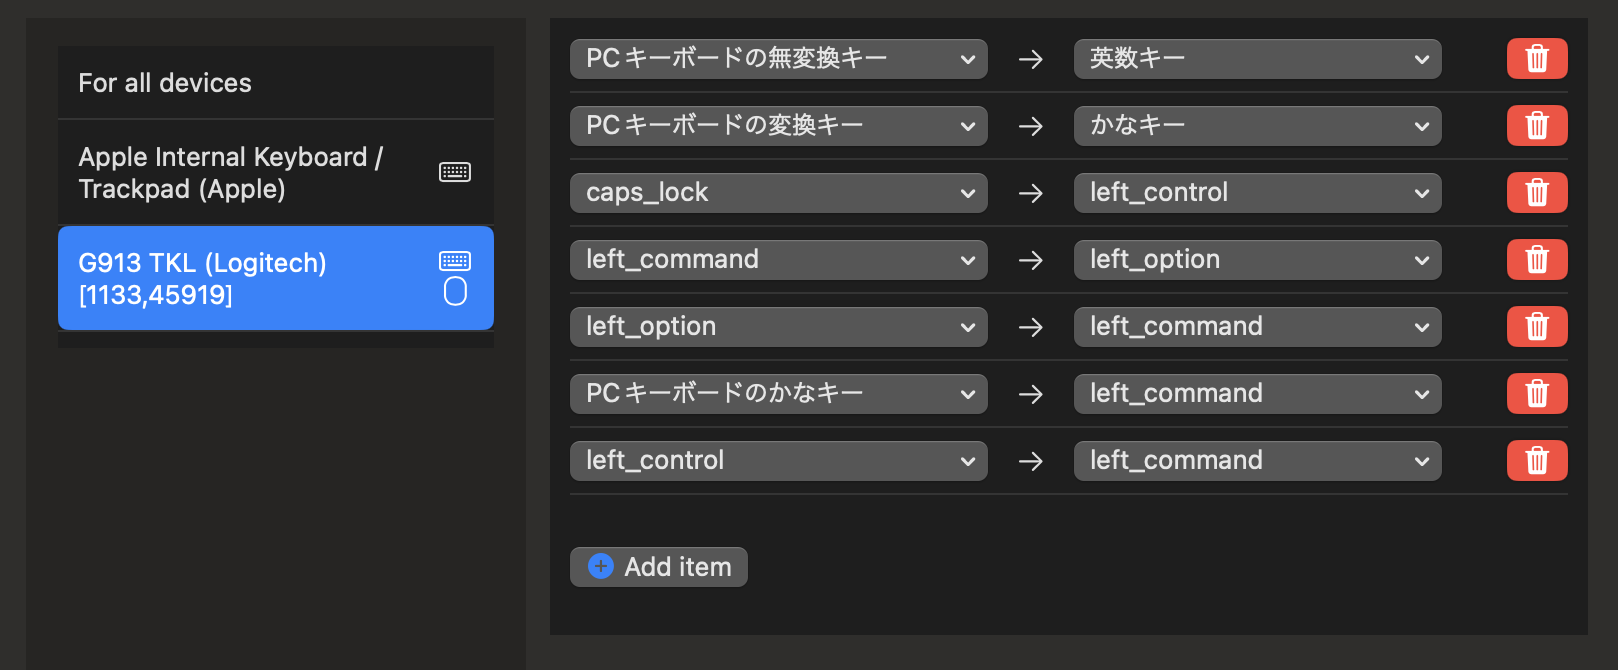 For all devices
Apple Internal Keyboard /
Trackpad (Apple)
G913 TKL (Logitech)
[1133,45919]
PCキーボードの無変換キー → 英数キー
PCキーボードの変換キー → かなキー
caps_lock → left_control
left_command → left_option
left_option → left_command
PCキーボードのかなキー → left_command
left_control → left_command
Add item